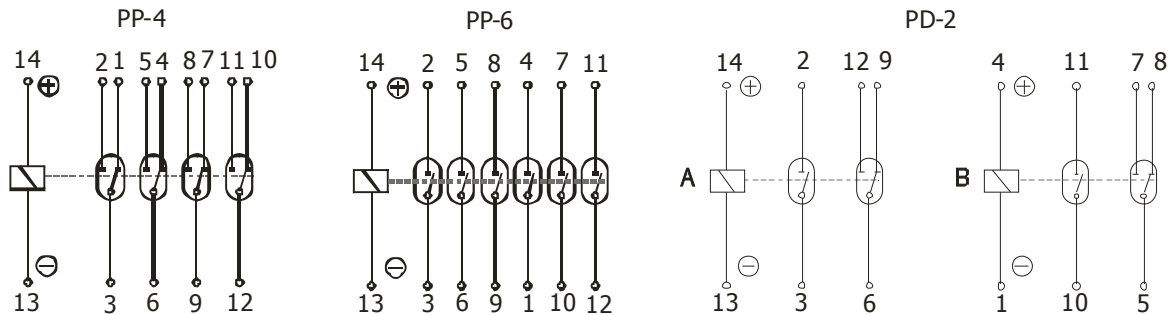 PP-4 PP-6 PD-2
14 2 1 5 4 8 7 11 10 14 2 5 8 4 7 11 14 2 12 9 4 11 7 8
+ + + +
A B
− − − −
13 3 6 9 12 13 3 6 9 1 10 12 13 3 6 1 10 5